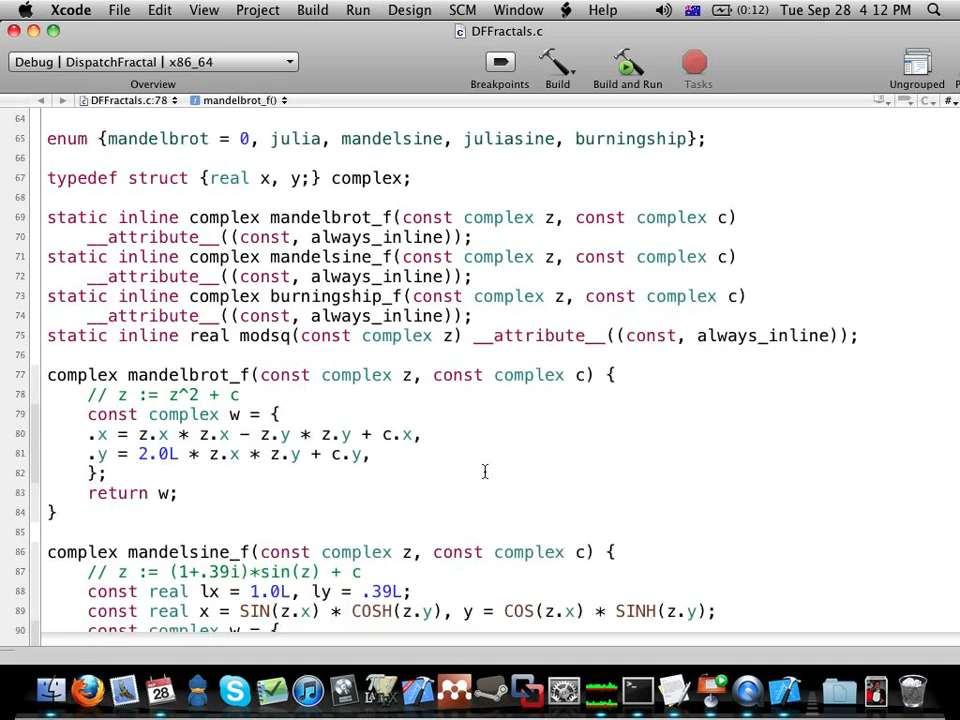 Xcode File Edit View Project Build Run Design SCM Window Help (0:12) Tue Sep 28 4:12 PM
DFFractals.c
Debug | DispatchFractal | x86_64
Overview Breakpoints Build Build and Run Tasks Ungrouped
DFFractals.c:78 mandelbrot_f() C #
64
65 enum {mandelbrot = 0, julia, mandelsine, juliasine, burningship};
66
67 typedef struct {real x, y;} complex;
68
69 static inline complex mandelbrot_f(const complex z, const complex c)
70 __attribute__((const, always_inline));
71 static inline complex mandelsine_f(const complex z, const complex c)
72 __attribute__((const, always_inline));
73 static inline complex burningship_f(const complex z, const complex c)
74 __attribute__((const, always_inline));
75 static inline real modsq(const complex z) __attribute__((const, always_inline));
76
77 complex mandelbrot_f(const complex z, const complex c) {
78 // z := z^2 + c
79 const complex w = {
80 .x = z.x * z.x - z.y * z.y + c.x,
81 .y = 2.0L * z.x * z.y + c.y,
82 };
83 return w;
84 }
85
86 complex mandelsine_f(const complex z, const complex c) {
87 // z := (1+.39i)*sin(z) + c
88 const real lx = 1.0L, ly = .39L;
89 const real x = SIN(z.x) * COSH(z.y), y = COS(z.x) * SINH(z.y);
90 const complex w = {
28